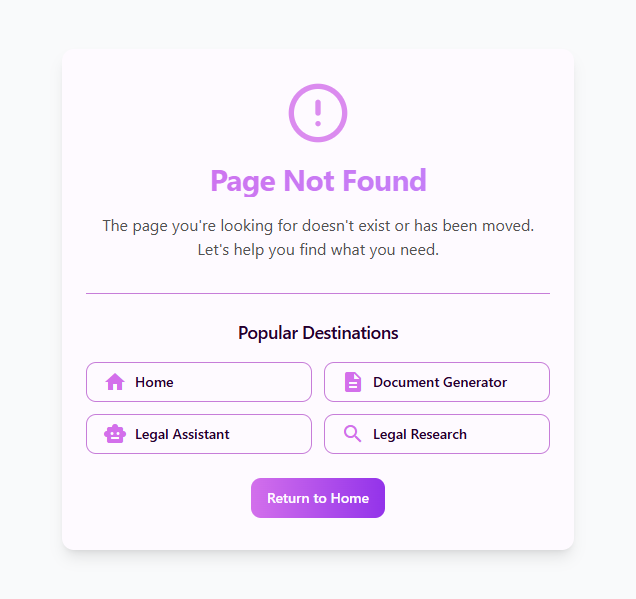 Page Not Found
The page you're looking for doesn't exist or has been moved.
Let's help you find what you need.
Popular Destinations
Home
Document Generator
Legal Assistant
Legal Research
Return to Home